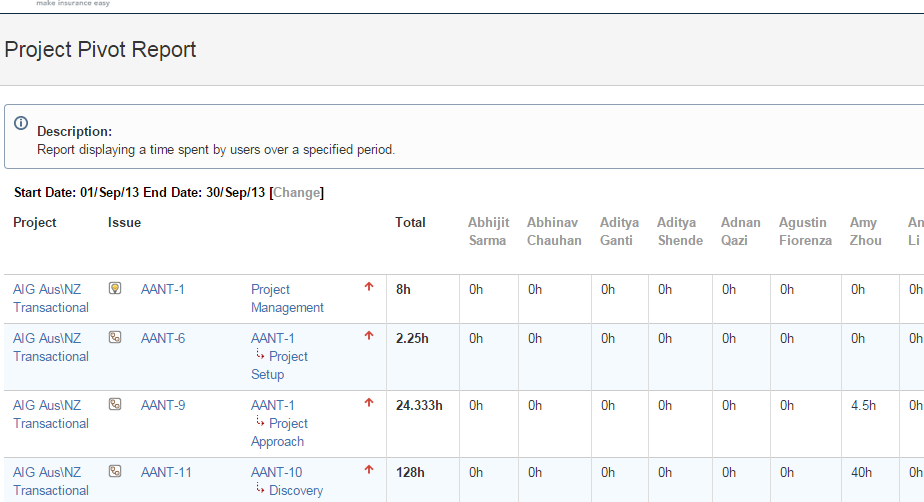 make insurance easy
Project Pivot Report
Description:
Report displaying a time spent by users over a specified period.
Start Date: 01/Sep/13 End Date: 30/Sep/13 [Change]
Project Issue Total Abhijit Sarma Abhinav Chauhan Aditya Ganti Aditya Shende Adnan Qazi Agustin Fiorenza Amy Zhou An Li
AIG Aus\NZ Transactional AANT-1 Project Management 8h 0h 0h 0h 0h 0h 0h 0h 0h
AIG Aus\NZ Transactional AANT-6 AANT-1 Project Setup 2.25h 0h 0h 0h 0h 0h 0h 0h 0h
AIG Aus\NZ Transactional AANT-9 AANT-1 Project Approach 24.333h 0h 0h 0h 0h 0h 0h 4.5h 0h
AIG Aus\NZ Transactional AANT-11 AANT-10 Discovery 128h 0h 0h 0h 0h 0h 0h 40h 0h